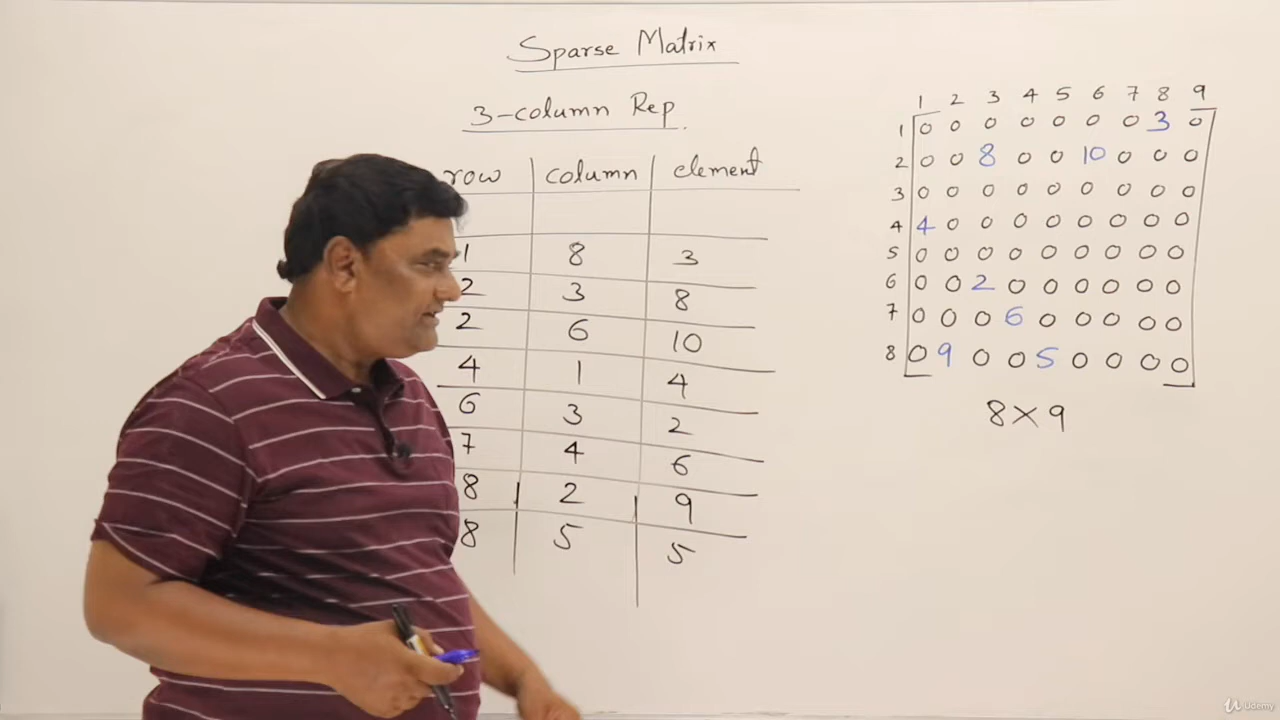 Sparse Matrix
3-column Rep.
row column element
1 8 3
2 3 8
2 6 10
4 1 4
6 3 2
7 4 6
8 2 9
8 5 5
1 2 3 4 5 6 7 8 9
1 0 0 0 0 0 0 0 3 0
2 0 0 8 0 0 10 0 0 0
3 0 0 0 0 0 0 0 0 0
4 4 0 0 0 0 0 0 0 0
5 0 0 0 0 0 0 0 0 0
6 0 0 2 0 0 0 0 0 0
7 0 0 0 6 0 0 0 0 0
8 0 9 0 0 5 0 0 0 0
8×9
Udemy